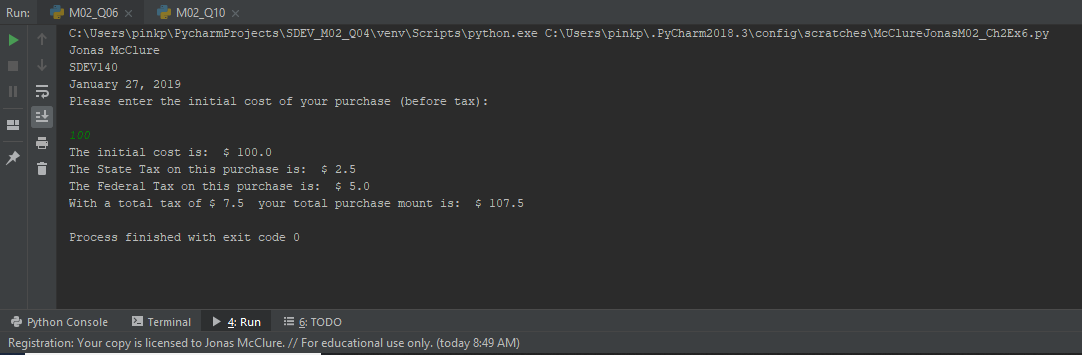 Run: M02_Q06 × M02_Q10 ×
C:\Users\pinkp\PycharmProjects\SDEV_M02_Q04\venv\Scripts\python.exe C:\Users\pinkp\.PyCharm2018.3\config\scratches\McClureJonasM02_Ch2Ex6.py
Jonas McClure
SDEV140
January 27, 2019
Please enter the initial cost of your purchase (before tax):
100
The initial cost is:  $ 100.0
The State Tax on this purchase is:  $ 2.5
The Federal Tax on this purchase is:  $ 5.0
With a total tax of $ 7.5  your total purchase mount is:  $ 107.5
Process finished with exit code 0
Python Console Terminal 4: Run 6: TODO
Registration: Your copy is licensed to Jonas McClure. // For educational use only. (today 8:49 AM)